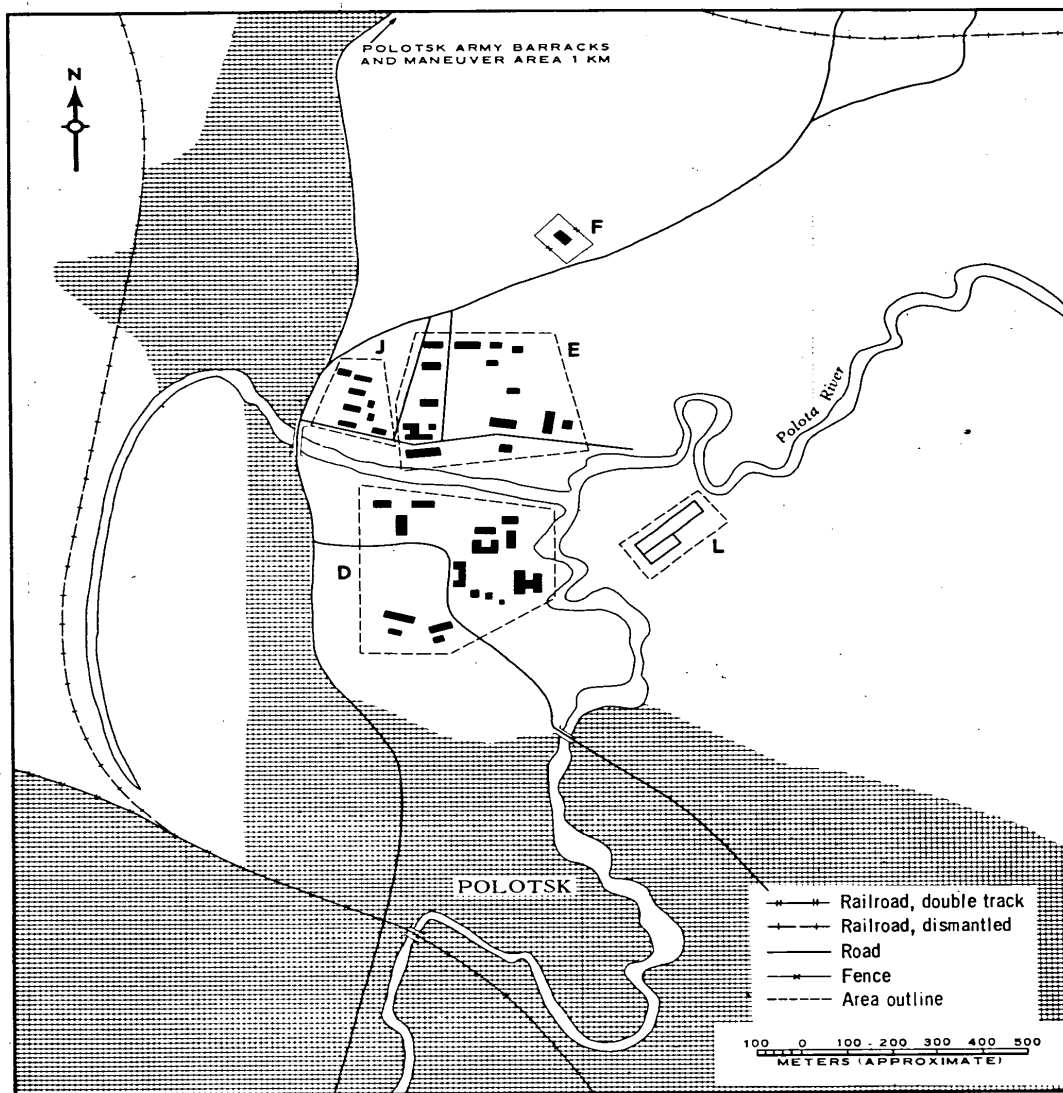 POLOTSK ARMY BARRACKS
AND MANEUVER AREA 1 KM
N
F
J
E
Polota River
L
D
POLOTSK
Railroad, double track
Railroad, dismantled
Road
Fence
Area outline
100 0 100 200 300 400 500
METERS (APPROXIMATE)